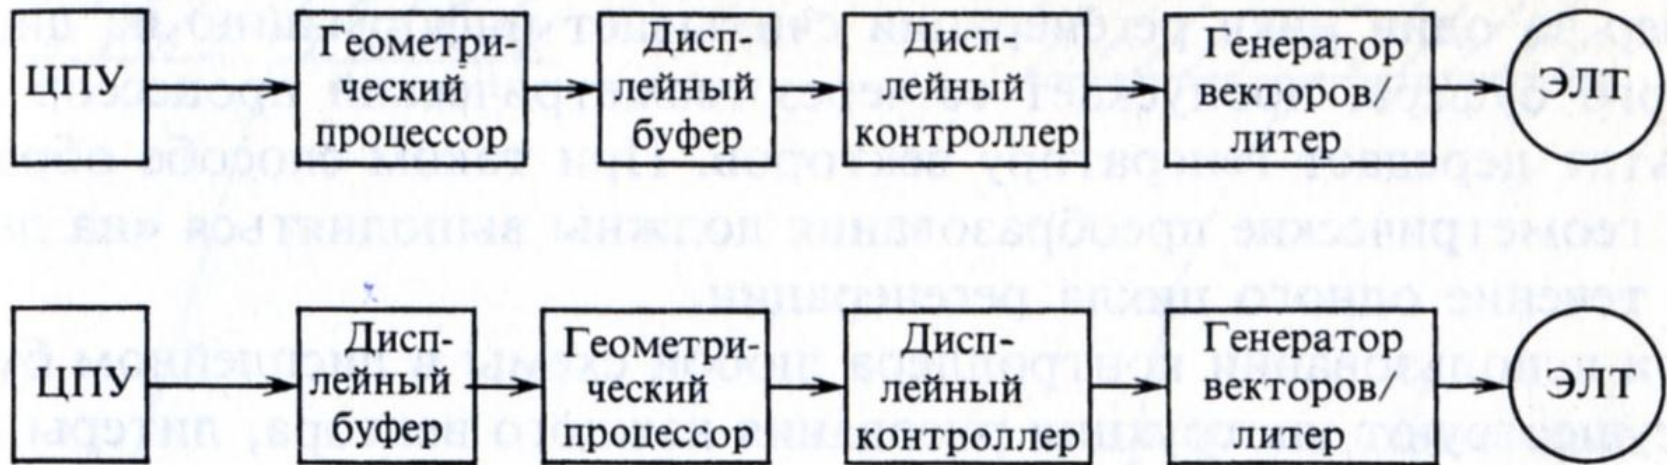 ЦПУ
Геометри-
ческий
процессор
Дисп-
лейный
буфер
Дисп-
лейный
контроллер
Генератор
векторов/
литер
ЭЛТ
ЦПУ
Дисп-
лейный
буфер
Геометри-
ческий
процессор
Дисп-
лейный
контроллер
Генератор
векторов/
литер
ЭЛТ